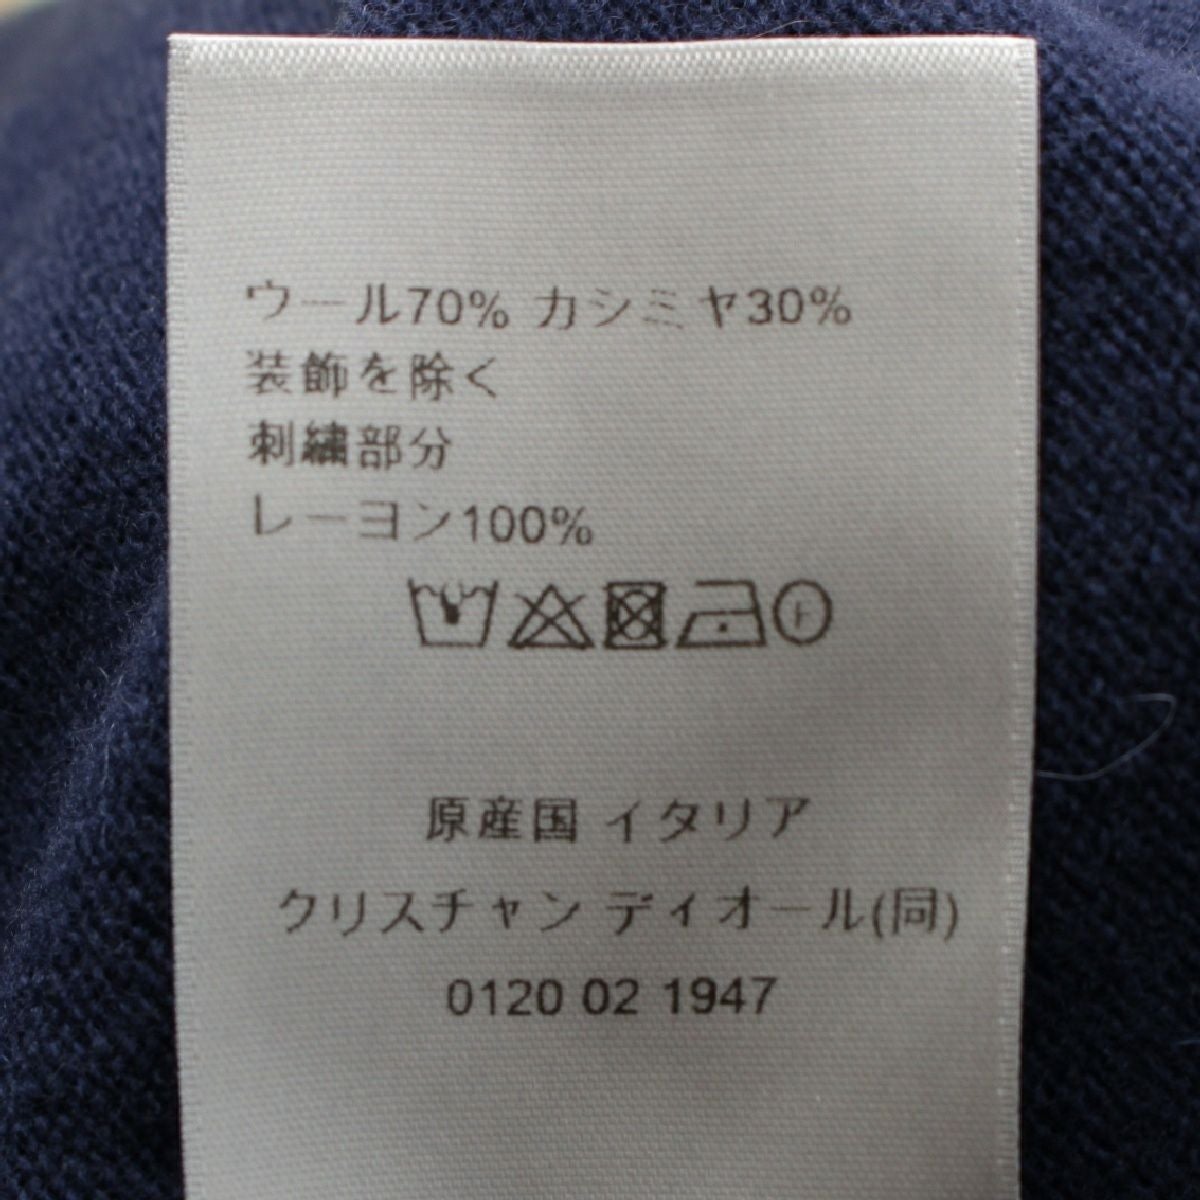 ウール70% カシミヤ30%
装飾を除く
刺繍部分
レーヨン100%
原産国 イタリア
クリスチャン ディオール(同)
0120 02 1947